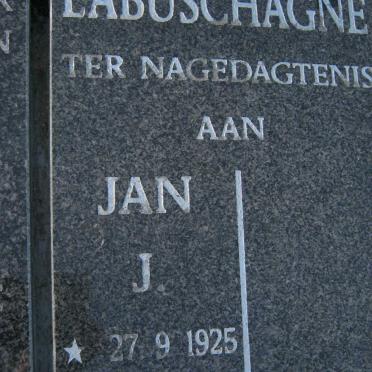 LABUSCHAGNE
TER NAGEDAGTENIS
AAN
JAN
J.
★ 27. 9 1925